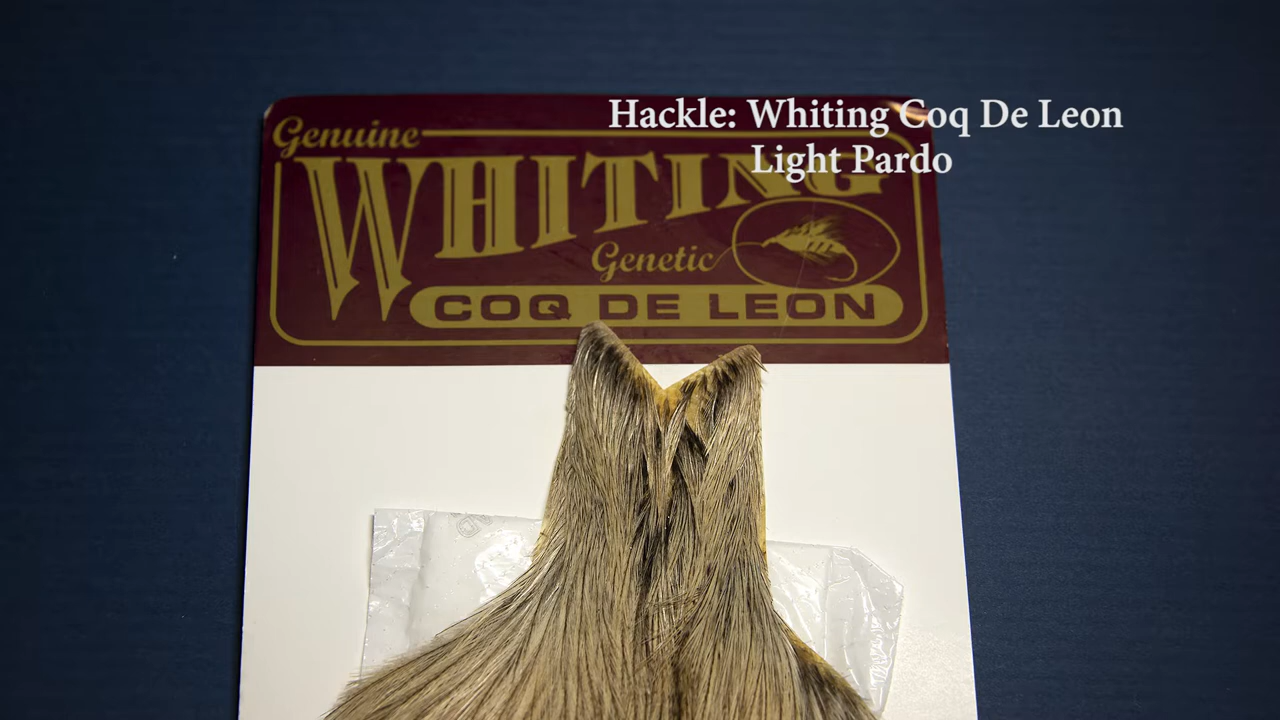 Hackle: Whiting Coq De Leon
Light Pardo
Genuine
WHITING
Genetic
COQ DE LEON